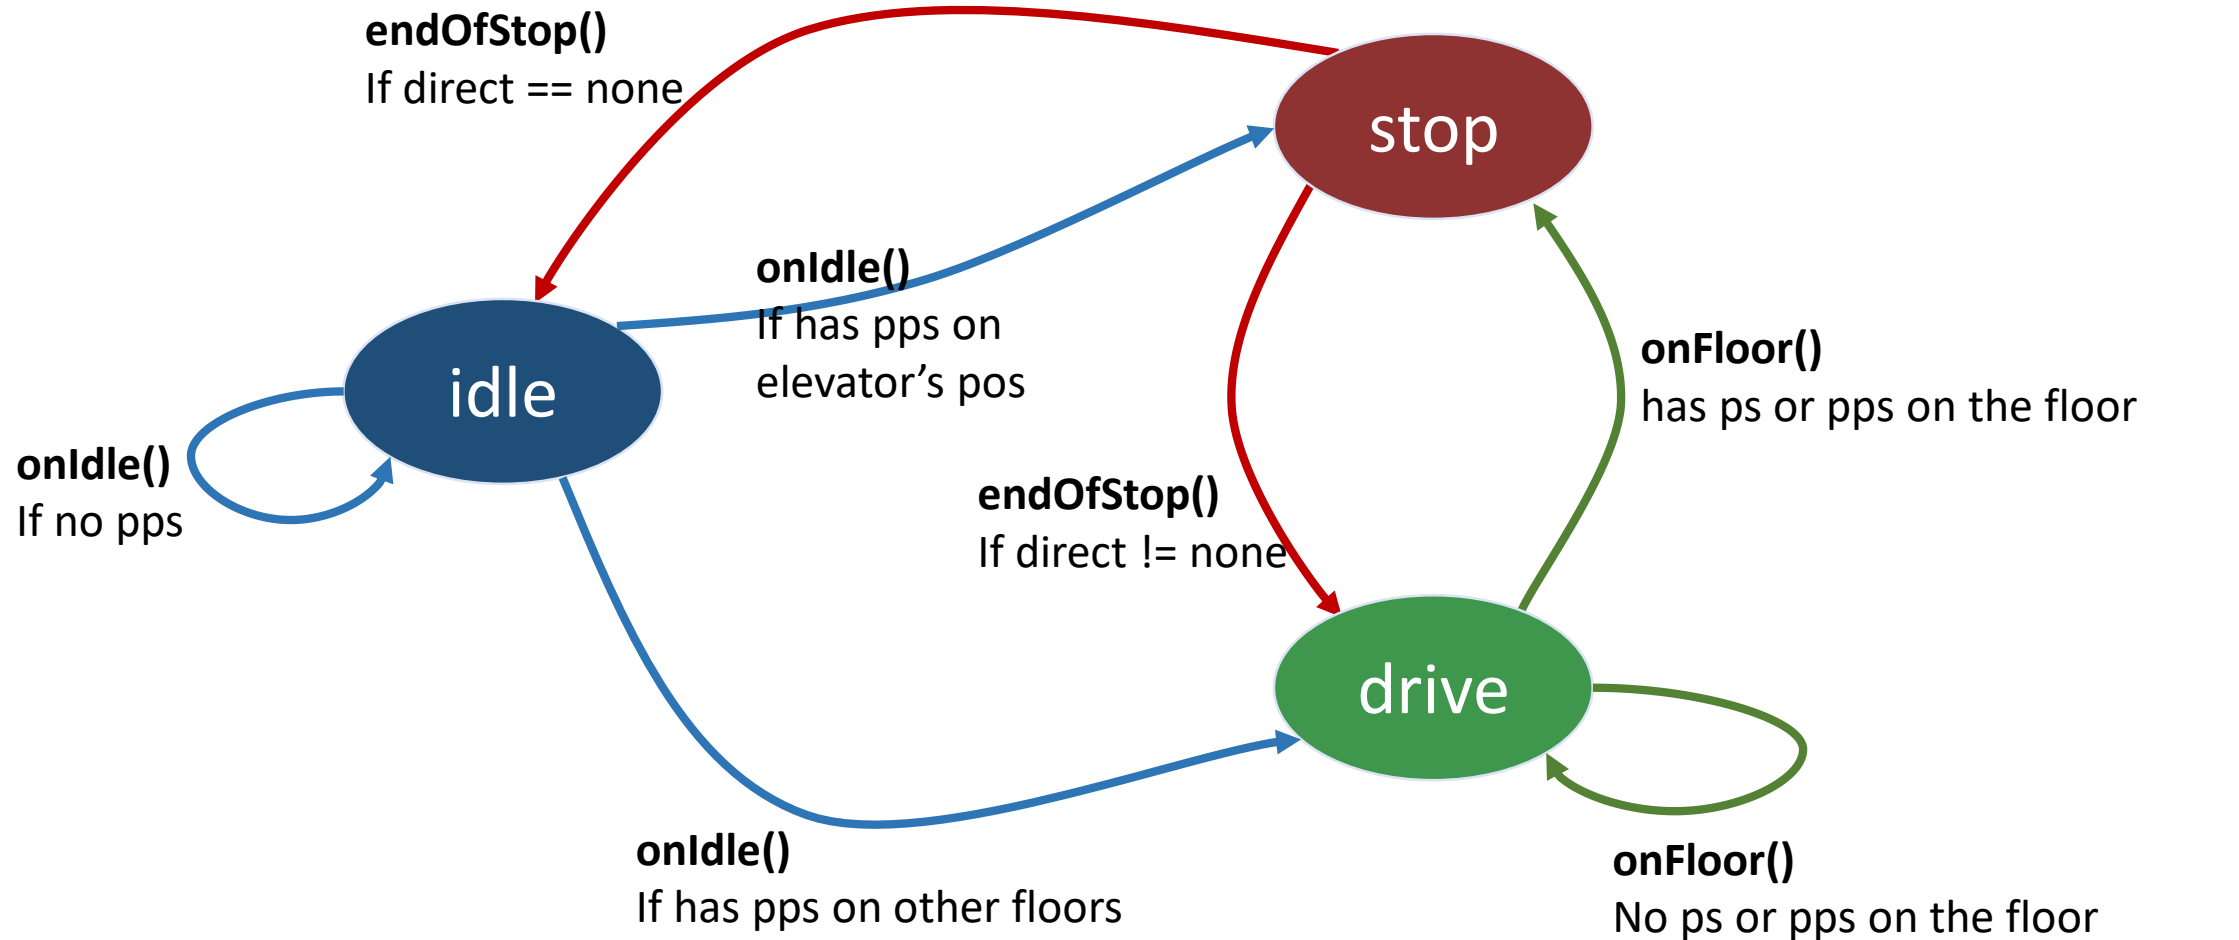 endOfStop()
If direct == none
stop
onIdle()
If has pps on
elevator’s pos
onFloor()
has ps or pps on the floor
idle
onIdle()
If no pps
endOfStop()
If direct != none
drive
onIdle()
If has pps on other floors
onFloor()
No ps or pps on the floor